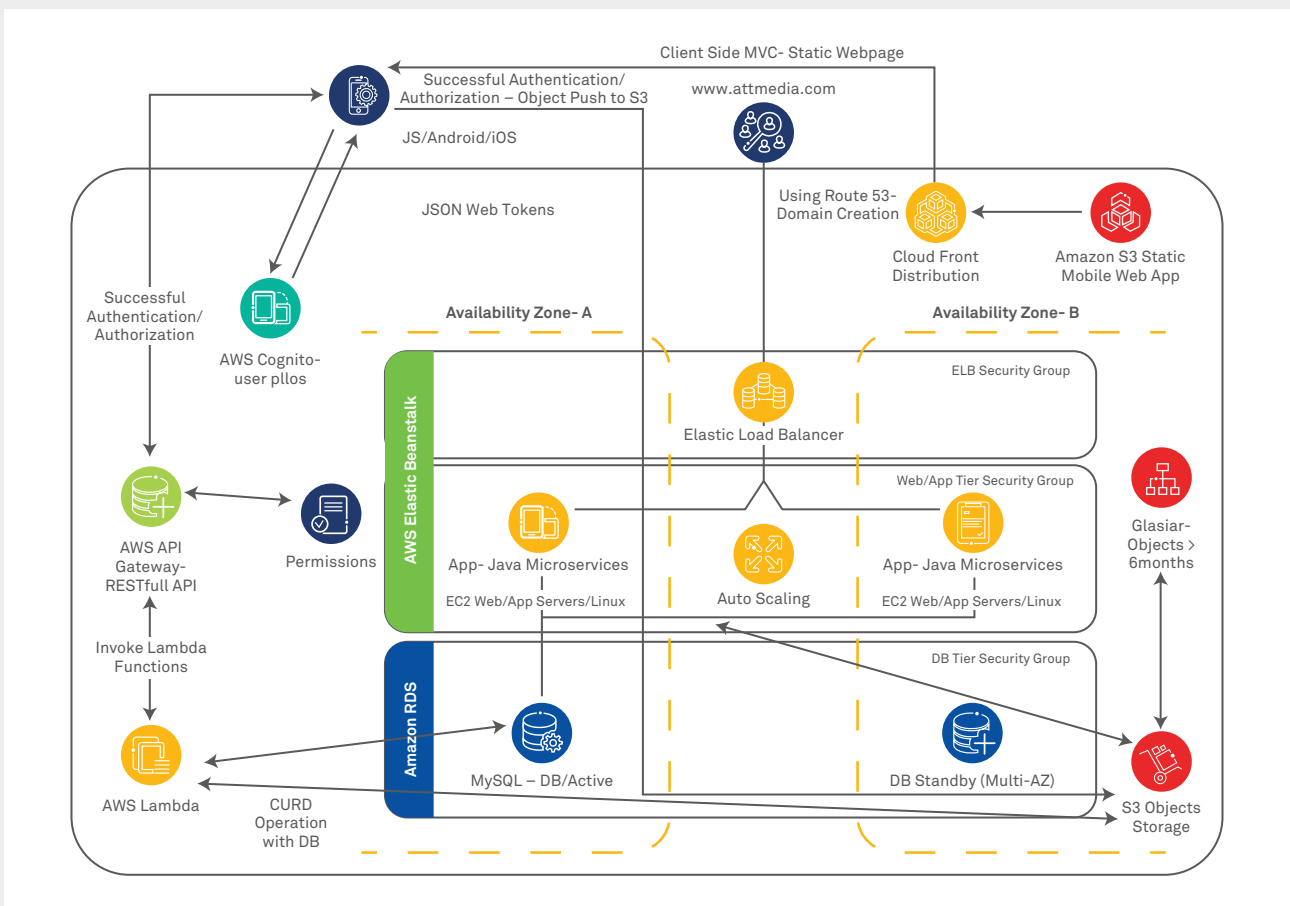 Client Side MVC- Static Webpage
Successful Authentication/
Authorization – Object Push to S3
www.attmedia.com
JS/Android/iOS
JSON Web Tokens
Using Route 53-
Domain Creation
Cloud Front
Distribution
Amazon S3 Static
Mobile Web App
Successful
Authentication/
Authorization
AWS Cognito-
user pllos
Availability Zone- A
Availability Zone- B
AWS Elastic Beanstalk
ELB Security Group
Elastic Load Balancer
Web/App Tier Security Group
App- Java Microservices
EC2 Web/App Servers/Linux
Auto Scaling
App- Java Microservices
EC2 Web/App Servers/Linux
Glasiar-
Objects >
6months
AWS API
Gateway-
RESTfull API
Permissions
Invoke Lambda
Functions
Amazon RDS
DB Tier Security Group
MySQL – DB/Active
DB Standby (Multi-AZ)
AWS Lambda
CURD
Operation
with DB
S3 Objects
Storage